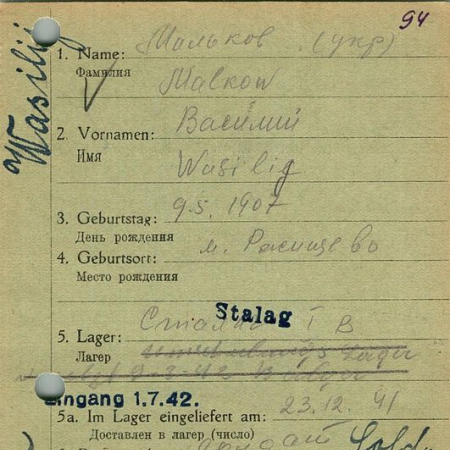 94
Wasilij
1. Name: Мальков (укр)
Фамилия
Malkow
2. Vornamen: Василий
Имя
Wasilij
3. Geburtstag: 9.5. 1907
День рождения
4. Geburtsort: м.
Место рождения
Stalag
5. Lager: Сталаг I B
Лагерь
Lager
Eingang 1.7.42.
5a. Im Lager eingeliefert am: 23.12.41
Доставлен в лагерь (число)